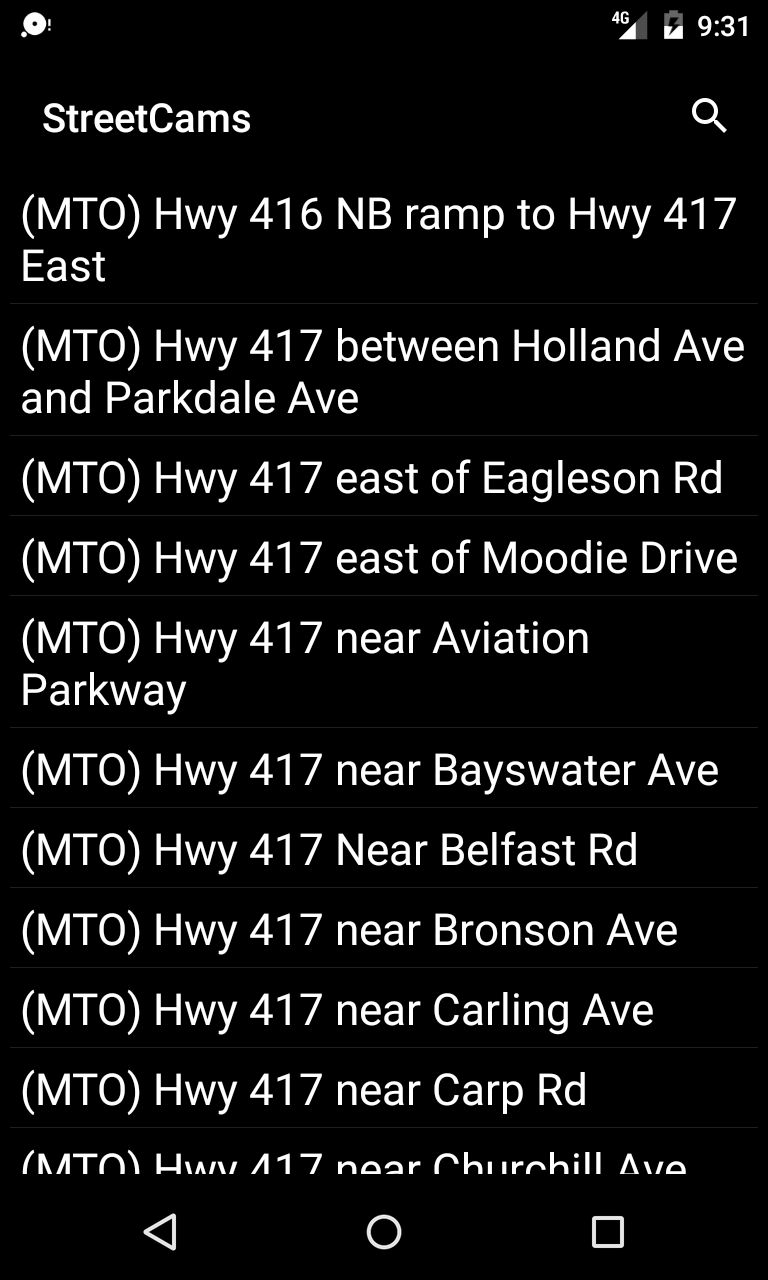 4G 9:31
StreetCams
(MTO) Hwy 416 NB ramp to Hwy 417
East
(MTO) Hwy 417 between Holland Ave
and Parkdale Ave
(MTO) Hwy 417 east of Eagleson Rd
(MTO) Hwy 417 east of Moodie Drive
(MTO) Hwy 417 near Aviation
Parkway
(MTO) Hwy 417 near Bayswater Ave
(MTO) Hwy 417 Near Belfast Rd
(MTO) Hwy 417 near Bronson Ave
(MTO) Hwy 417 near Carling Ave
(MTO) Hwy 417 near Carp Rd
(MTO) Hwy 417 near Churchill Ave